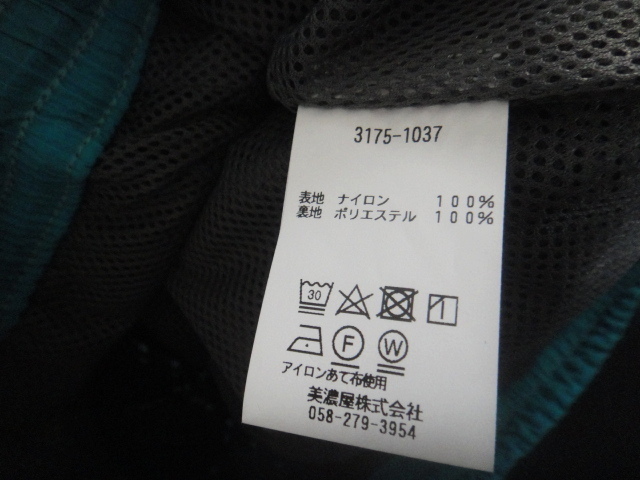 3175-1037
表地 ナイロン 100%
裏地 ポリエステル 100%
30
F W
アイロンあて布使用
美濃屋株式会社
058-279-3954